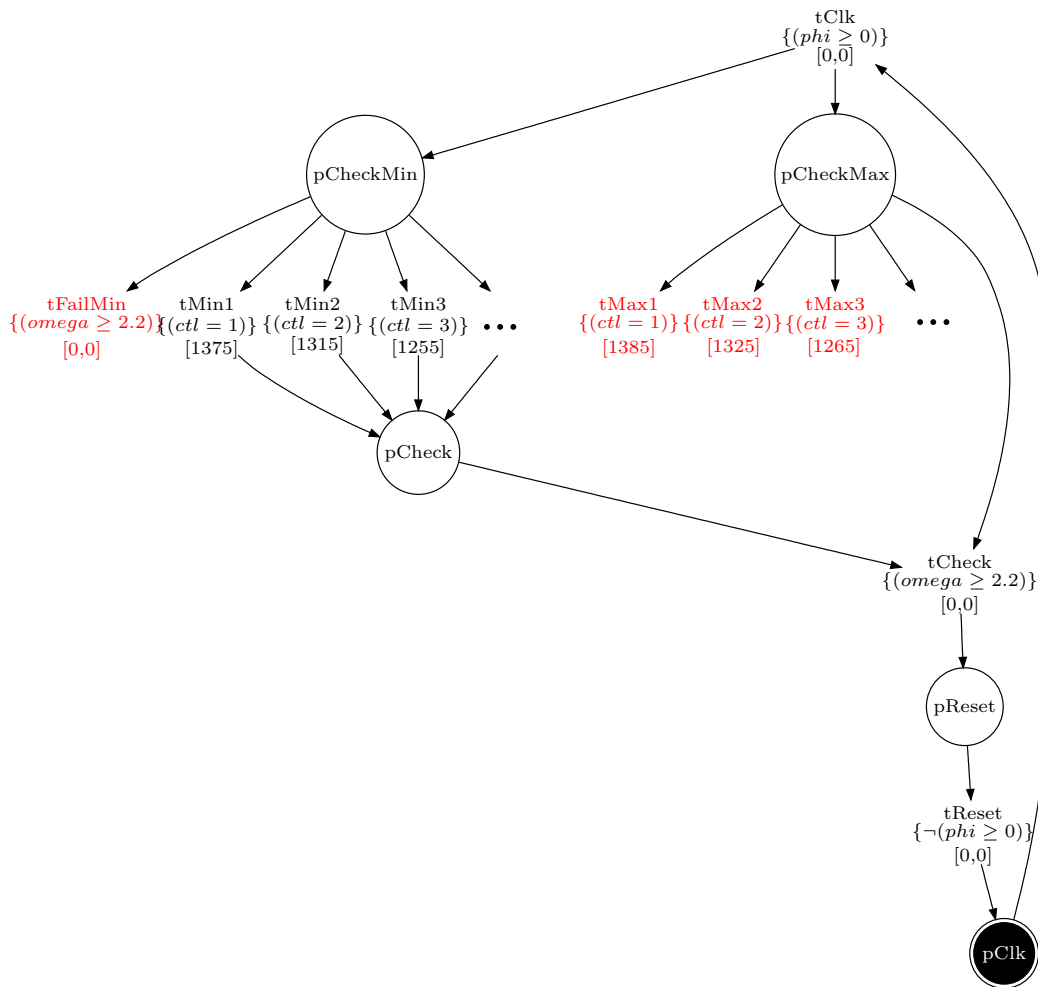 tClk
{(phi ≥ 0)}
[0,0]
pCheckMin
pCheckMax
tFailMin
{(omega ≥ 2.2)}
[0,0]
tMin1
{(ctl = 1)}
[1375]
tMin2
{(ctl = 2)}
[1315]
tMin3
{(ctl = 3)}
[1255]
•••
tMax1
{(ctl = 1)}
[1385]
tMax2
{(ctl = 2)}
[1325]
tMax3
{(ctl = 3)}
[1265]
•••
pCheck
tCheck
{(omega ≥ 2.2)}
[0,0]
pReset
tReset
{¬(phi ≥ 0)}
[0,0]
pClk